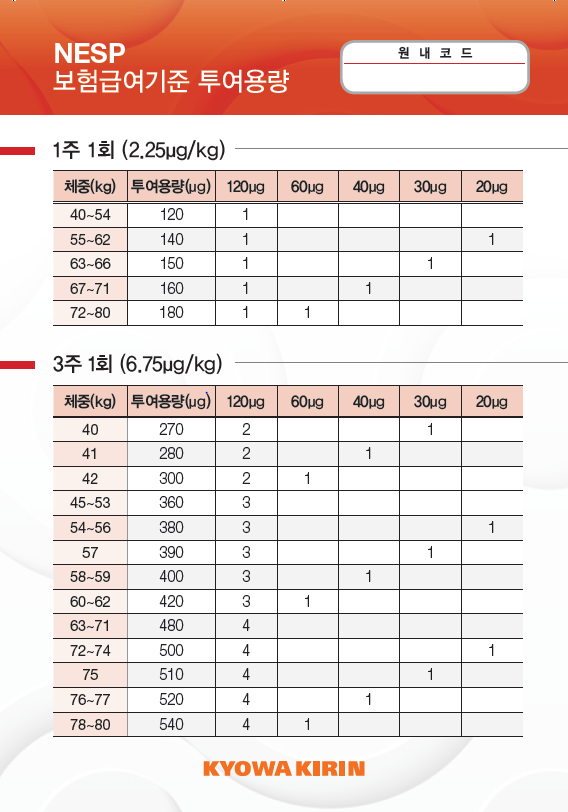 NESP
보험급여기준 투여용량
원 내 코 드
1주 1회 (2.25µg/kg)
체중(kg) 투여용량(µg) 120µg 60µg 40µg 30µg 20µg
40~54 120 1
55~62 140 1 1
63~66 150 1 1
67~71 160 1 1
72~80 180 1 1
3주 1회 (6.75µg/kg)
체중(kg) 투여용량(µg) 120µg 60µg 40µg 30µg 20µg
40 270 2 1
41 280 2 1
42 300 2 1
45~53 360 3
54~56 380 3 1
57 390 3 1
58~59 400 3 1
60~62 420 3 1
63~71 480 4
72~74 500 4 1
75 510 4 1
76~77 520 4 1
78~80 540 4 1
KYOWA KIRIN